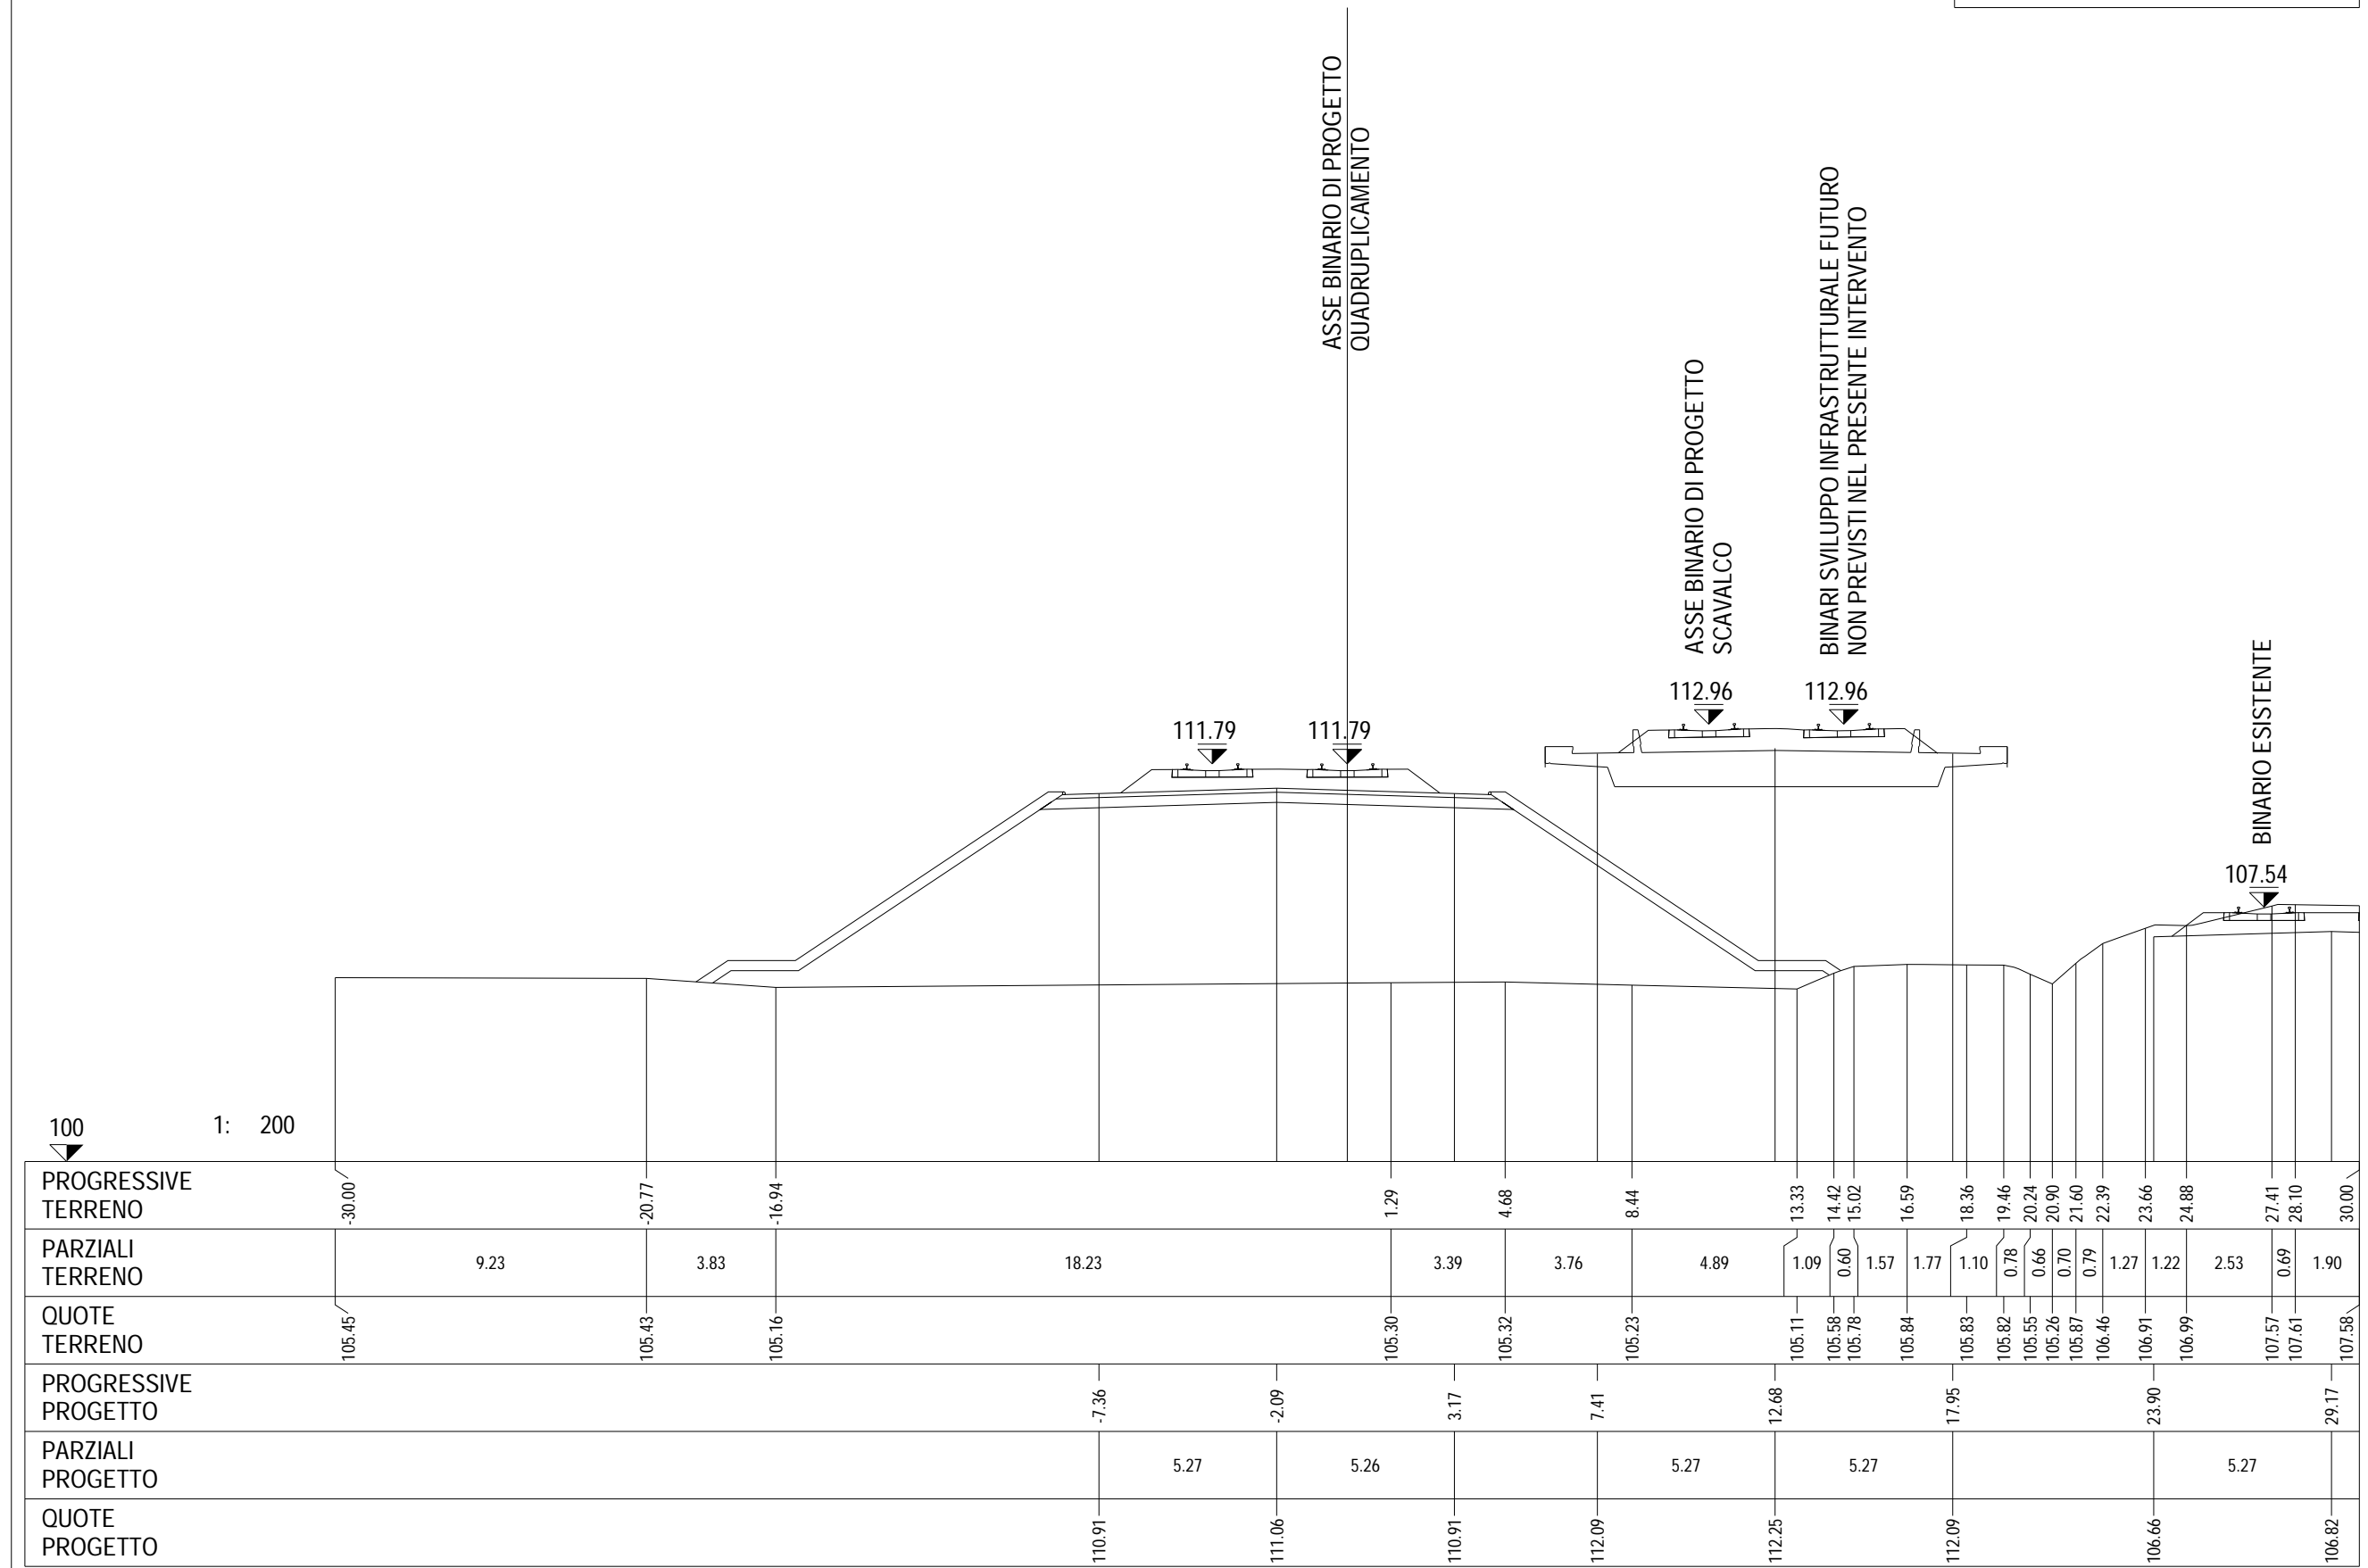 ASSE BINARIO DI PROGETTO
QUADRUPLICAMENTO
ASSE BINARIO DI PROGETTO
SCAVALCO
BINARI SVILUPPO INFRASTRUTTURALE FUTURO
NON PREVISTI NEL PRESENTE INTERVENTO
BINARIO ESISTENTE
111.79
111.79
112.96
112.96
107.54
100
1: 200
PROGRESSIVE
TERRENO
-30.00 -20.77 -16.94 1.29 4.68 8.44 13.33 14.42 15.02 16.59 18.36 19.46 20.24 20.90 21.60 22.39 23.66 24.88 27.41 28.10 30.00
PARZIALI
TERRENO
9.23 3.83 18.23 3.39 3.76 4.89 1.09 0.60 1.57 1.77 1.10 0.78 0.66 0.70 0.79 1.27 1.22 2.53 0.69 1.90
QUOTE
TERRENO
105.45 105.43 105.16 105.30 105.32 105.23 105.11 105.58 105.78 105.84 105.83 105.82 105.55 105.26 105.87 106.46 106.91 106.99 107.57 107.61 107.58
PROGRESSIVE
PROGETTO
-7.36 -2.09 3.17 7.41 12.68 17.95 23.90 29.17
PARZIALI
PROGETTO
5.27 5.26 5.27 5.27 5.27
QUOTE
PROGETTO
110.91 111.06 110.91 112.09 112.25 112.09 106.66 106.82